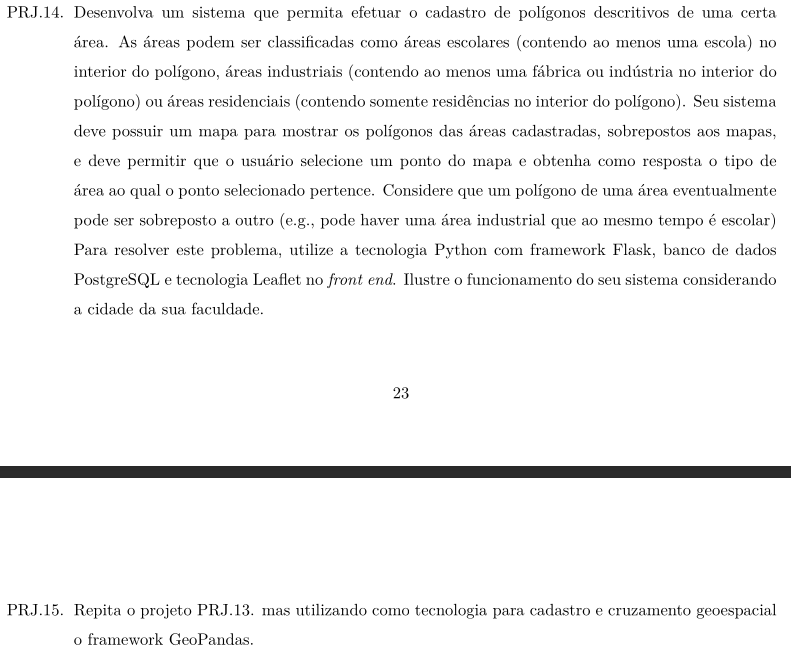 PRJ.14. Desenvolva um sistema que permita efetuar o cadastro de polígonos descritivos de uma certa
área. As áreas podem ser classificadas como áreas escolares (contendo ao menos uma escola) no
interior do polígono, áreas industriais (contendo ao menos uma fábrica ou indústria no interior do
polígono) ou áreas residenciais (contendo somente residências no interior do polígono). Seu sistema
deve possuir um mapa para mostrar os polígonos das áreas cadastradas, sobrepostos aos mapas,
e deve permitir que o usuário selecione um ponto do mapa e obtenha como resposta o tipo de
área ao qual o ponto selecionado pertence. Considere que um polígono de uma área eventualmente
pode ser sobreposto a outro (e.g., pode haver uma área industrial que ao mesmo tempo é escolar)
Para resolver este problema, utilize a tecnologia Python com framework Flask, banco de dados
PostgreSQL e tecnologia Leaflet no front end. Ilustre o funcionamento do seu sistema considerando
a cidade da sua faculdade.
23
PRJ.15. Repita o projeto PRJ.13. mas utilizando como tecnologia para cadastro e cruzamento geoespacial
o framework GeoPandas.